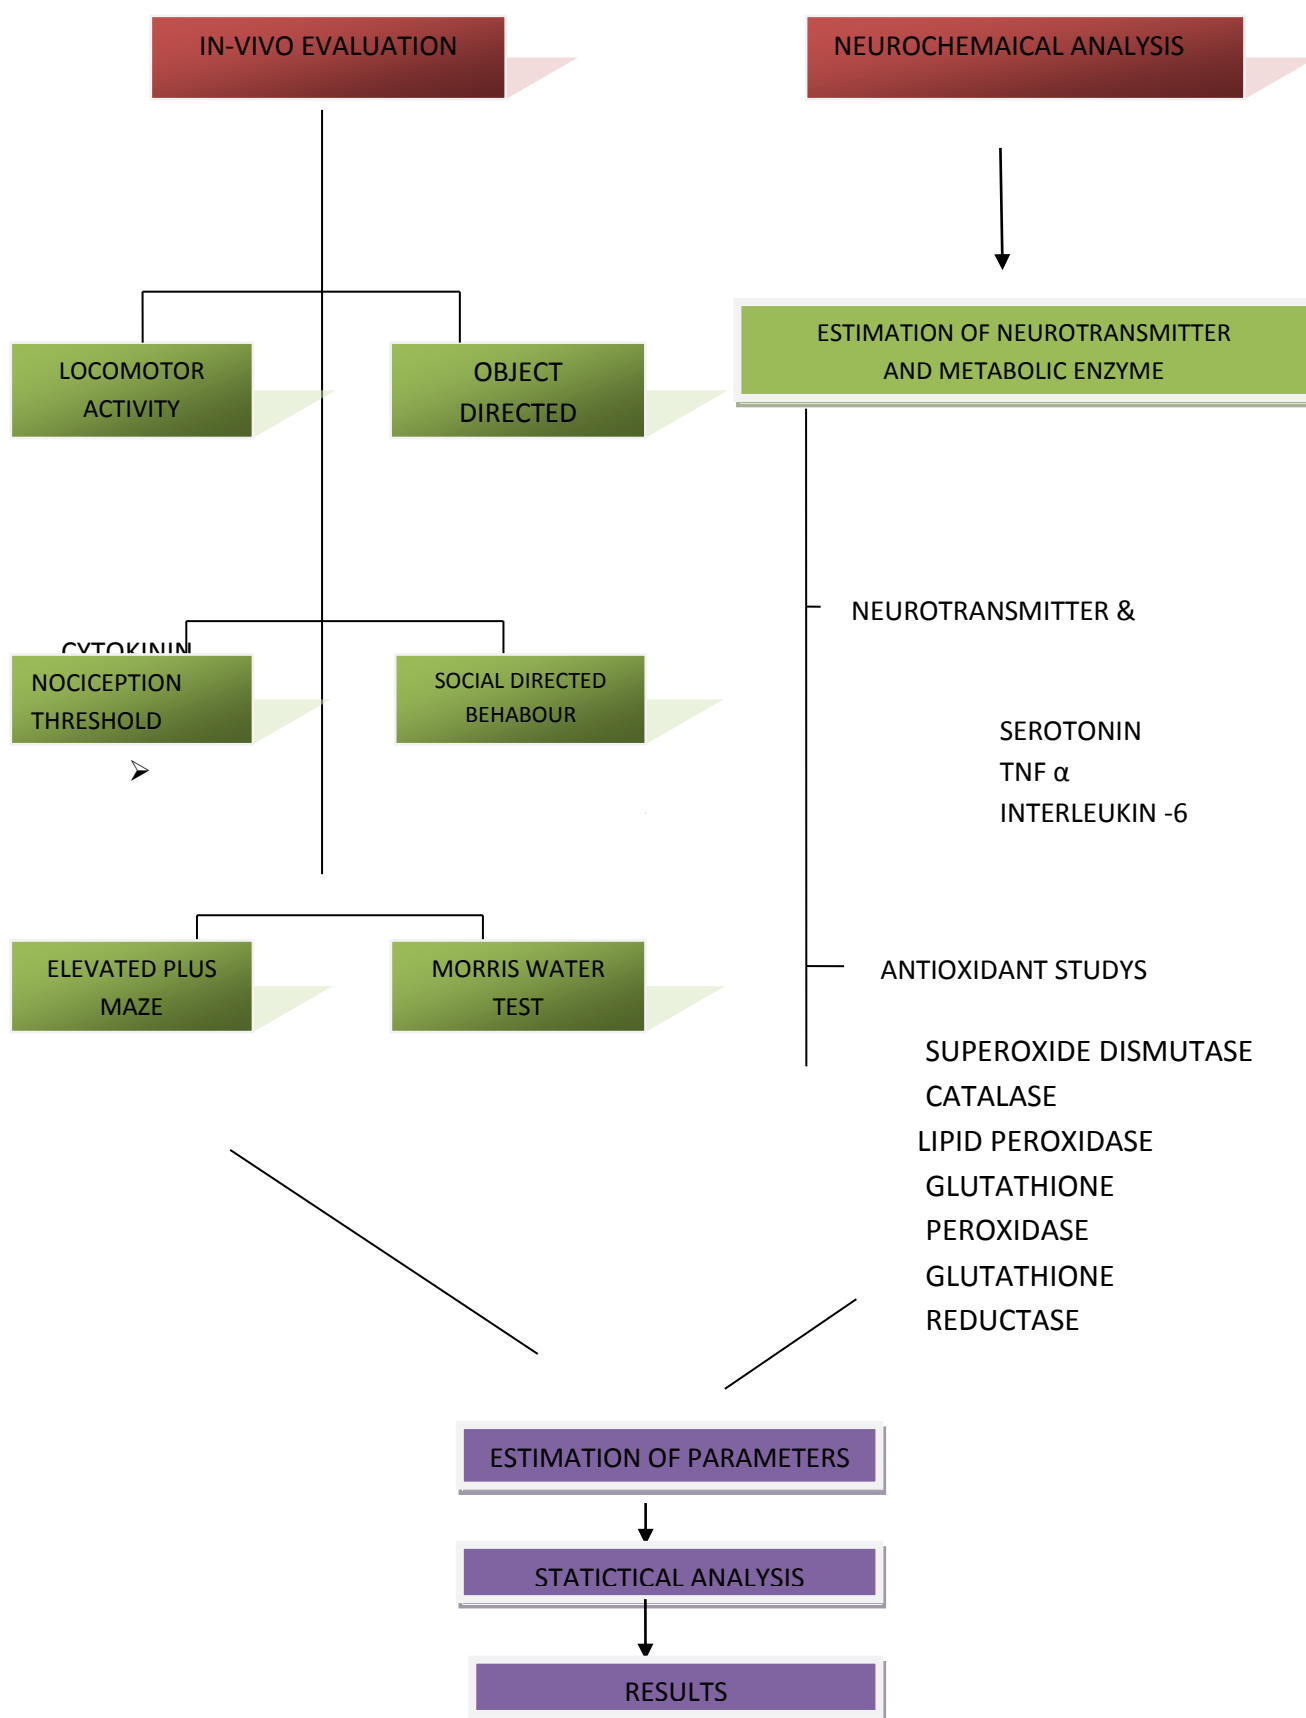 IN-VIVO EVALUATION
NEUROCHEMAICAL ANALYSIS
LOCOMOTOR
ACTIVITY
OBJECT
DIRECTED
ESTIMATION OF NEUROTRANSMITTER
AND METABOLIC ENZYME
NEUROTRANSMITTER &
CYTOKININ
NOCICEPTION
THRESHOLD
SOCIAL DIRECTED
BEHABOUR
SEROTONIN
TNF α
INTERLEUKIN -6
ELEVATED PLUS
MAZE
MORRIS WATER
TEST
ANTIOXIDANT STUDYS
SUPEROXIDE DISMUTASE
CATALASE
LIPID PEROXIDASE
GLUTATHIONE
PEROXIDASE
GLUTATHIONE
REDUCTASE
ESTIMATION OF PARAMETERS
STATICTICAL ANALYSIS
RESULTS